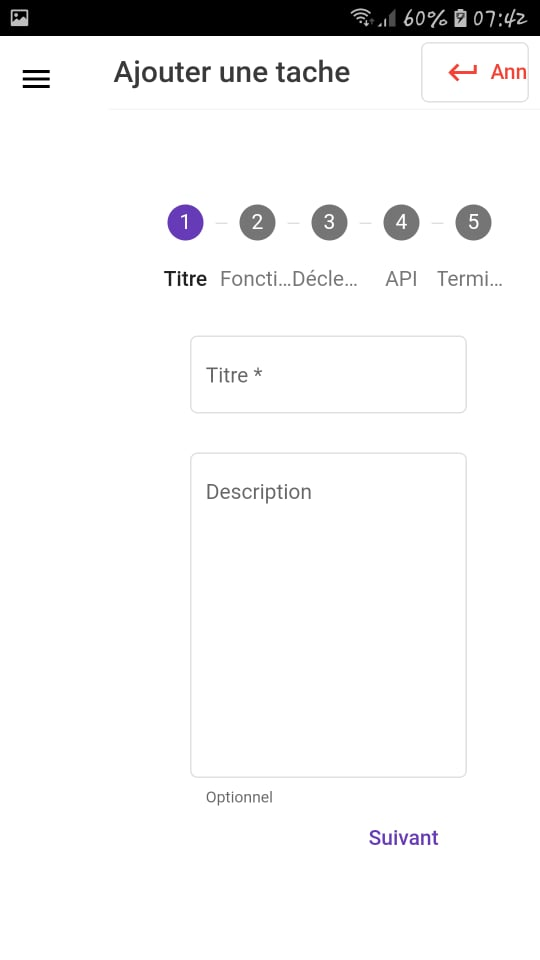 60% 07:42
Ajouter une tache
Ann
1 2 3 4 5
Titre Foncti... Décle... API Termi...
Titre *
Description
Optionnel
Suivant